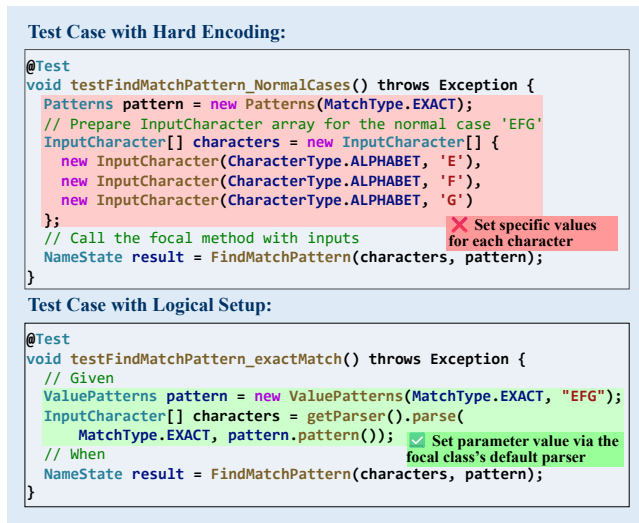 Test Case with Hard Encoding:
@Test
void testFindMatchPattern_NormalCases() throws Exception {
  Patterns pattern = new Patterns(MatchType.EXACT);
  // Prepare InputCharacter array for the normal case 'EFG'
  InputCharacter[] characters = new InputCharacter[] {
    new InputCharacter(CharacterType.ALPHABET, 'E'),
    new InputCharacter(CharacterType.ALPHABET, 'F'),
    new InputCharacter(CharacterType.ALPHABET, 'G')
  };
❌ Set specific values
for each character
  // Call the focal method with inputs
  NameState result = FindMatchPattern(characters, pattern);
}
Test Case with Logical Setup:
@Test
void testFindMatchPattern_exactMatch() throws Exception {
  // Given
  ValuePatterns pattern = new ValuePatterns(MatchType.EXACT, "EFG");
  InputCharacter[] characters = getParser().parse(
      MatchType.EXACT, pattern.pattern());
✅ Set parameter value via the
focal class's default parser
  // When
  NameState result = FindMatchPattern(characters, pattern);
}